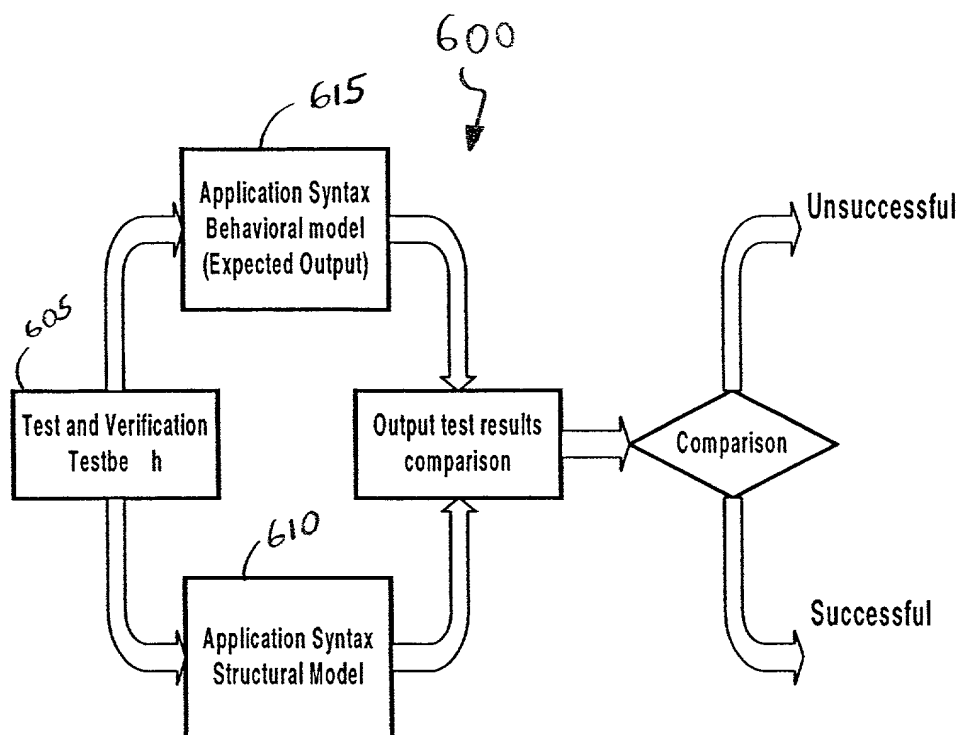 600
615
Application Syntax
Behavioral model
(Expected Output)
Unsuccessful
605
Test and Verification
Testbe h
Output test results
comparison
Comparison
610
Application Syntax
Structural Model
Successful